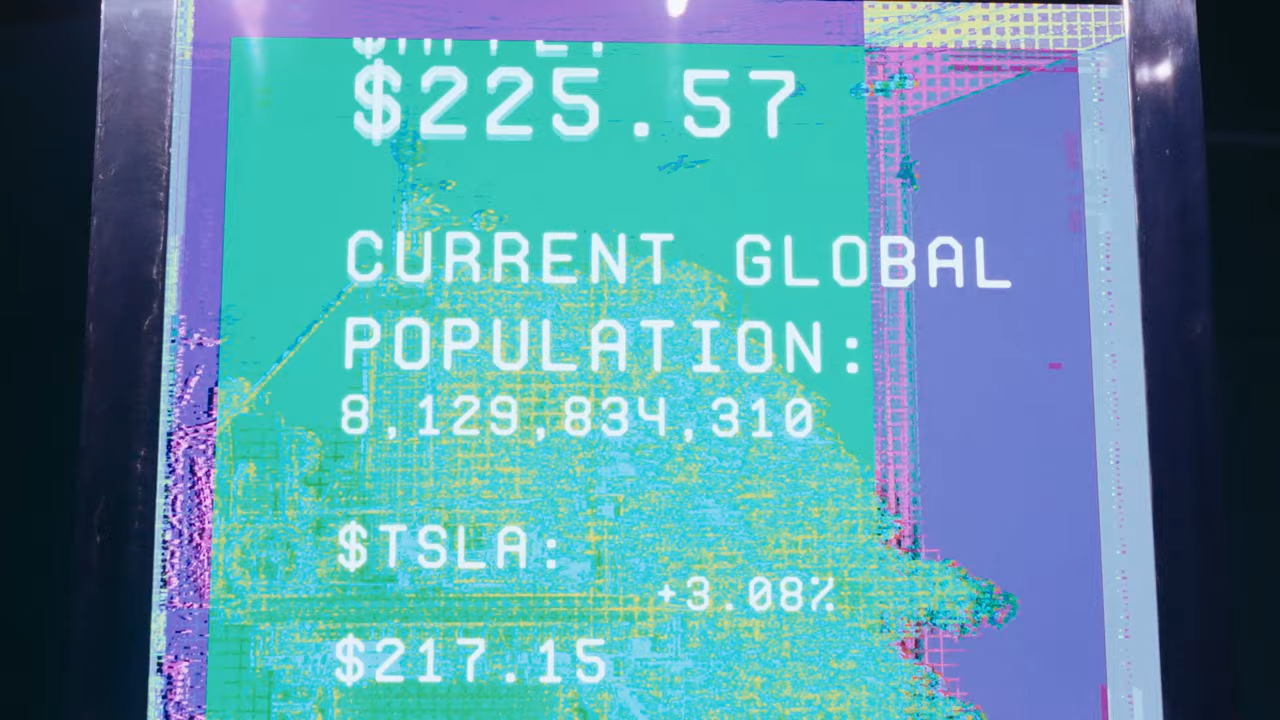 $225.57
CURRENT GLOBAL
POPULATION:
8,129,834,310
$TSLA:
+3.08%
$217.15